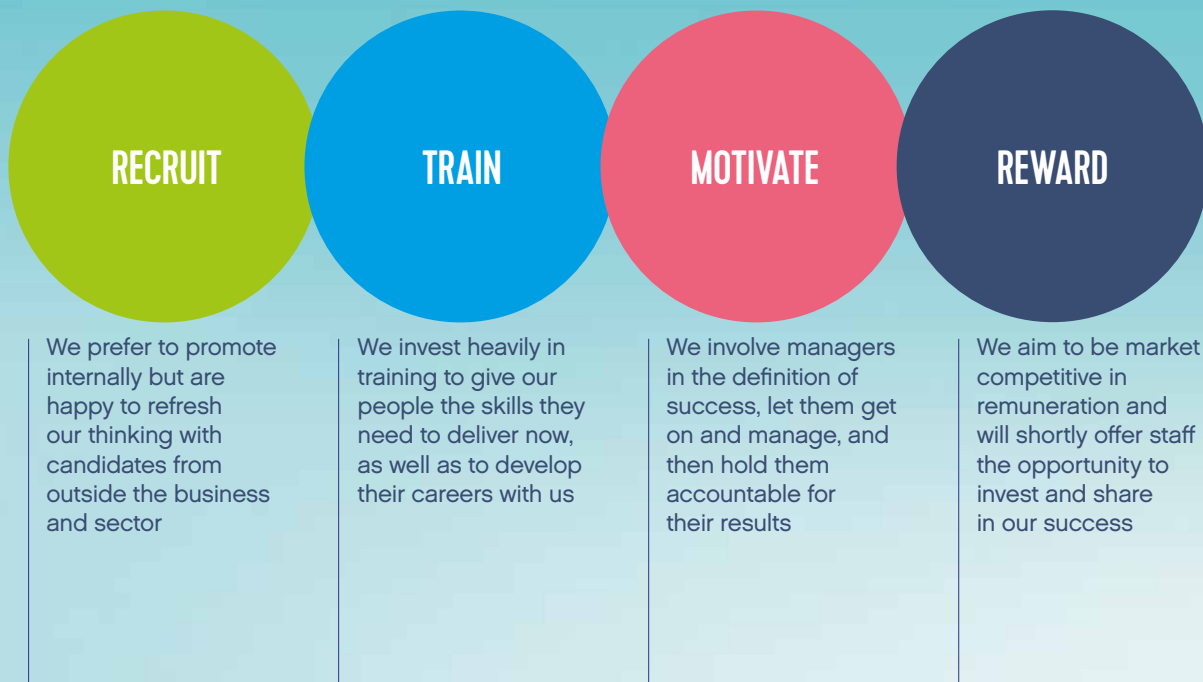 RECRUIT
TRAIN
MOTIVATE
REWARD
We prefer to promote
internally but are
happy to refresh
our thinking with
candidates from
outside the business
and sector
We invest heavily in
training to give our
people the skills they
need to deliver now,
as well as to develop
their careers with us
We involve managers
in the definition of
success, let them get
on and manage, and
then hold them
accountable for
their results
We aim to be market
competitive in
remuneration and
will shortly offer staff
the opportunity to
invest and share
in our success